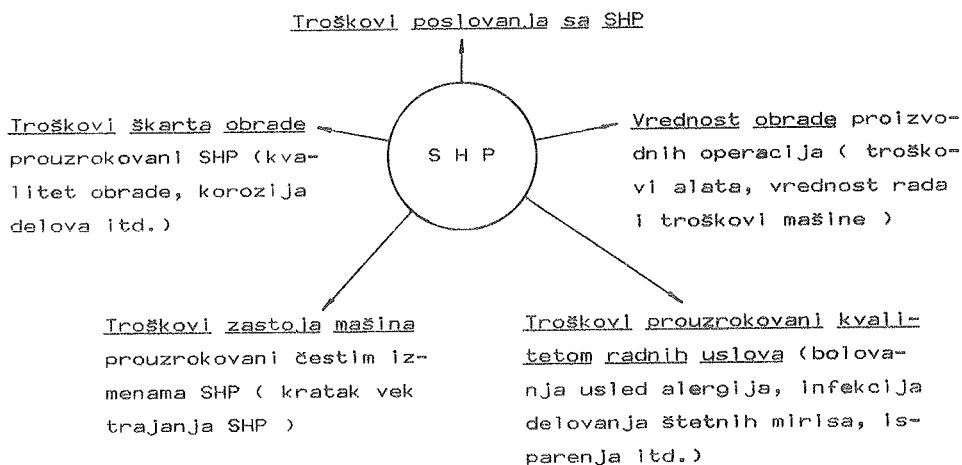 Troškovi poslovanja sa SHP
Troškovi škarta obrade
prouzrokovani SHP (kva-
litet obrade, korozija
delova itd.)
S H P
Vrednost obrade proizvo-
dnih operacija ( troško-
vi alata, vrednost rada
i troškovi mašine )
Troškovi zastoja mašina
prouzrokovani čestim iz-
menama SHP ( kratak vek
trajanja SHP )
Troškovi prouzrokovani kvali-
tetom radnih uslova (bolova-
nja usled alergija, infekcija
delovanja štetnih mirisa, is-
parenja itd.)